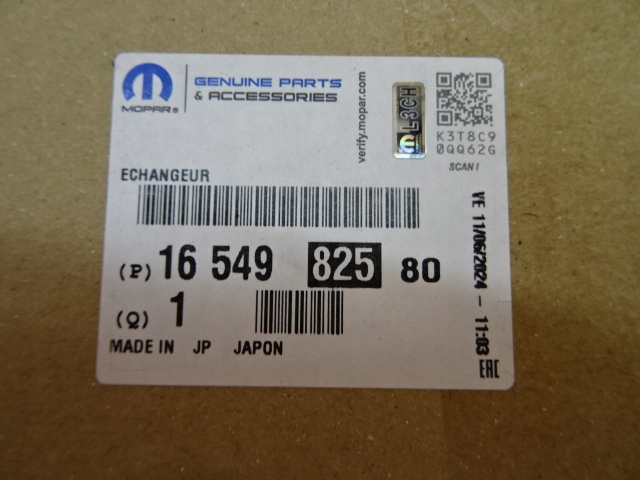 MOPAR®
GENUINE PARTS
& ACCESSORIES
verify.mopar.com
L3CH
K3T8C9
0QQ62G
SCAN!
ECHANGEUR
(P) 16 549 825 80
(Q) 1
MADE IN JP JAPON
VE 11/06/2024 - 11:03
EAC